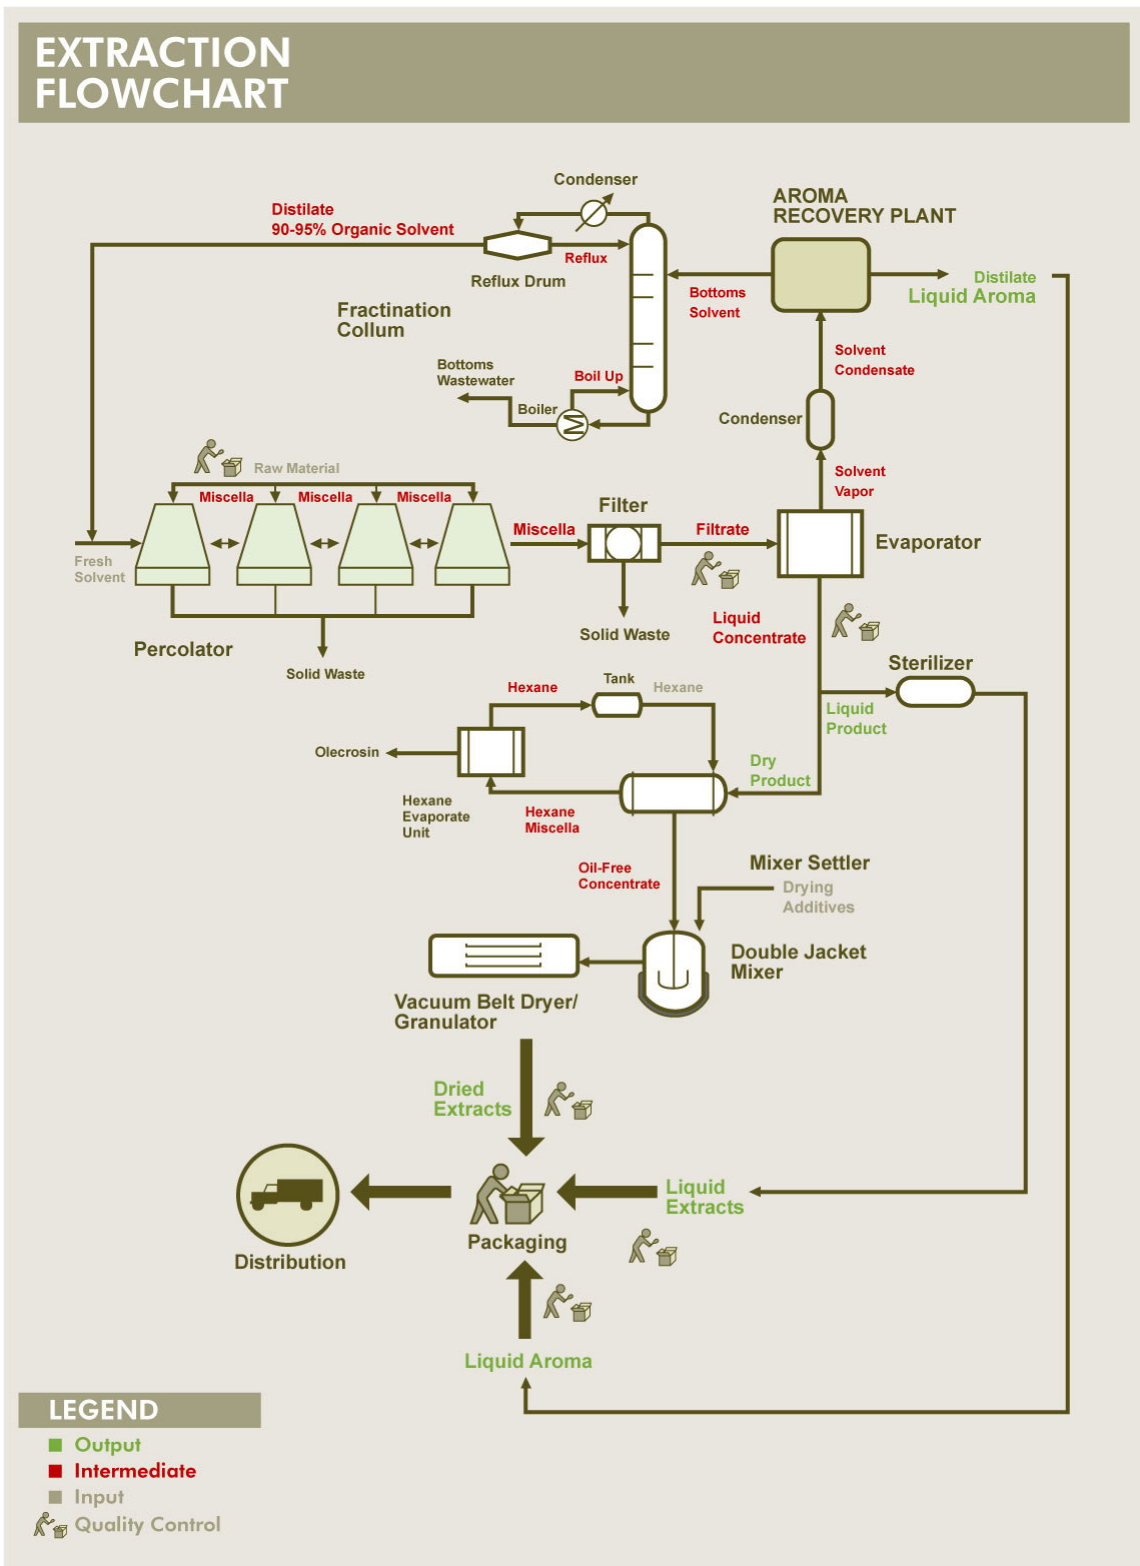 EXTRACTION
FLOWCHART
Condenser
Distilate
90-95% Organic Solvent
AROMA
RECOVERY PLANT
Reflux
Reflux Drum
Bottoms
Solvent
Distilate
Liquid Aroma
Fractination
Collum
Solvent
Condensate
Bottoms
Wastewater
Boil Up
Boiler
Condenser
Raw Material
Solvent
Vapor
Miscella
Miscella
Miscella
Filter
Miscella
Filtrate
Evaporator
Fresh
Solvent
Liquid
Concentrate
Solid Waste
Percolator
Solid Waste
Sterilizer
Tank
Hexane
Hexane
Liquid
Product
Olecrosin
Dry
Product
Hexane
Evaporate
Unit
Hexane
Miscella
Oil-Free
Concentrate
Mixer Settler
Drying
Additives
Double Jacket
Mixer
Vacuum Belt Dryer/
Granulator
Dried
Extracts
Liquid
Extracts
Packaging
Distribution
Liquid Aroma
LEGEND
Output
Intermediate
Input
Quality Control